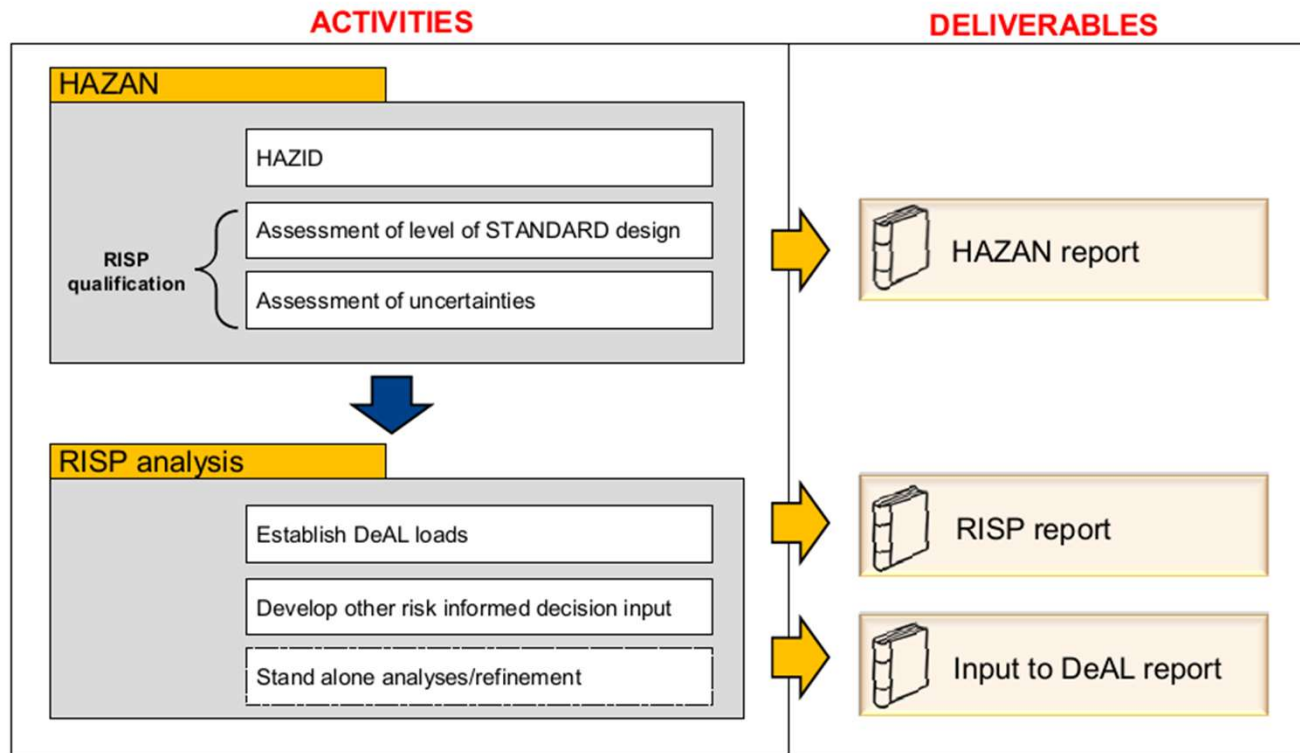 ACTIVITIES
DELIVERABLES
HAZAN
HAZID
Assessment of level of STANDARD design
RISP
qualification
Assessment of uncertainties
HAZAN report
RISP analysis
Establish DeAL loads
Develop other risk informed decision input
Stand alone analyses/refinement
RISP report
Input to DeAL report